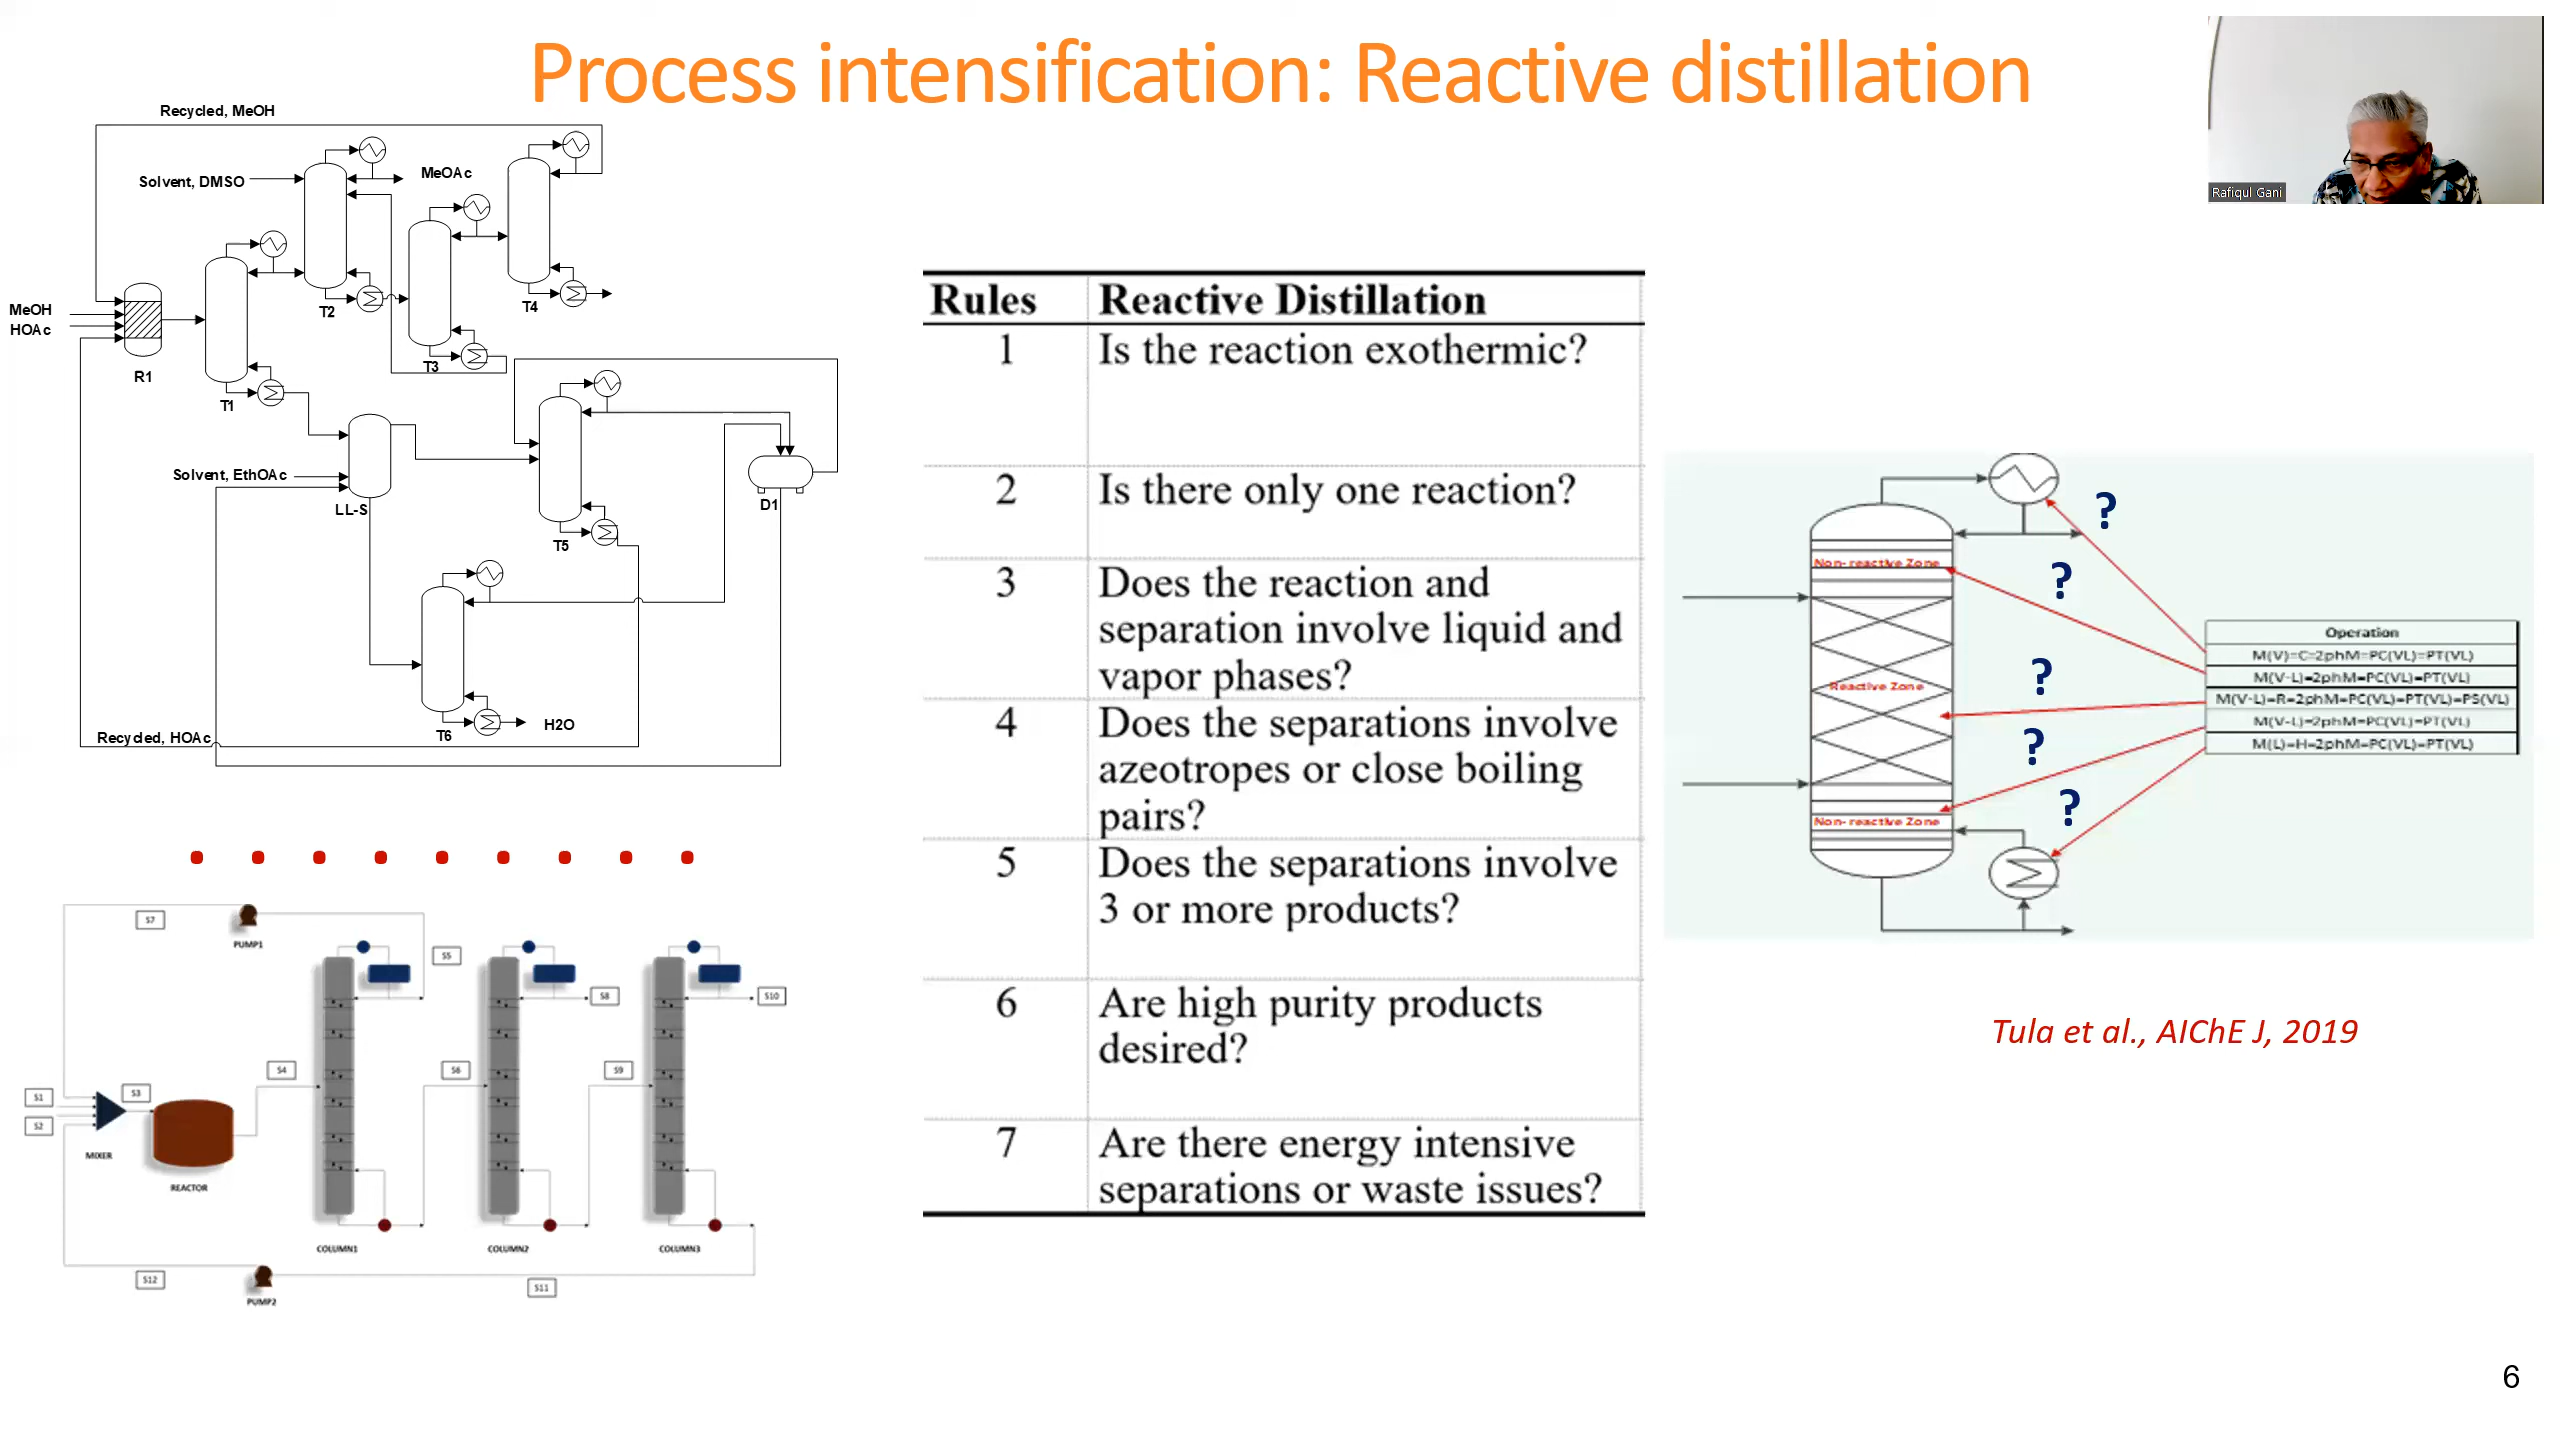 Process intensification: Reactive distillation
Rafiqul Gani
Recycled, MeOH
Solvent, DMSO
MeOAc
T2
T4
MeOH
HOAc
R1
T3
T1
Solvent, EthOAc
LL-S
D1
T5
T6
H2O
Recycled, HOAc
S7
PUMP1
S5
S8
S10
S4
S6
S9
S1
S3
S2
MIXER
REACTOR
COLUMN1
COLUMN2
COLUMN3
S12
S11
PUMP2
Rules Reactive Distillation
1 Is the reaction exothermic?
2 Is there only one reaction?
3 Does the reaction and
separation involve liquid and
vapor phases?
4 Does the separations involve
azeotropes or close boiling
pairs?
5 Does the separations involve
3 or more products?
6 Are high purity products
desired?
7 Are there energy intensive
separations or waste issues?
?
Non-reactive Zone
?
Reactive Zone
?
?
Non-reactive Zone
?
Operation
M(V)=C=2phM=PC(VL)=PT(VL)
M(V-L)=2phM=PC(VL)=PT(VL)
M(V-L)=R=2phM=PC(VL)=PT(VL)=PS(VL)
M(V-L)=2phM=PC(VL)=PT(VL)
M(L)=H=2phM=PC(VL)=PT(VL)
Tula et al., AIChE J, 2019
6